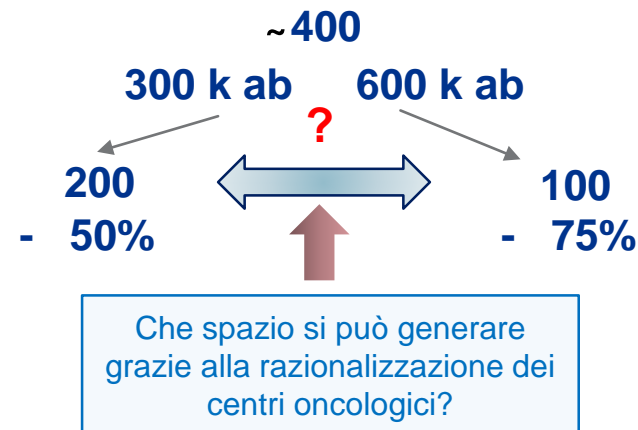 ~400
300 k ab 600 k ab
?
200 100
- 50% - 75%
Che spazio si può generare
grazie alla razionalizzazione dei
centri oncologici?